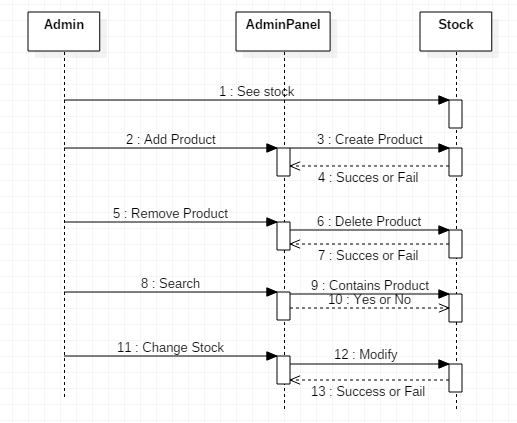 Admin
AdminPanel
Stock
1 : See stock
2 : Add Product
3 : Create Product
4 : Succes or Fail
5 : Remove Product
6 : Delete Product
7 : Succes or Fail
8 : Search
9 : Contains Product
10 : Yes or No
11 : Change Stock
12 : Modify
13 : Success or Fail